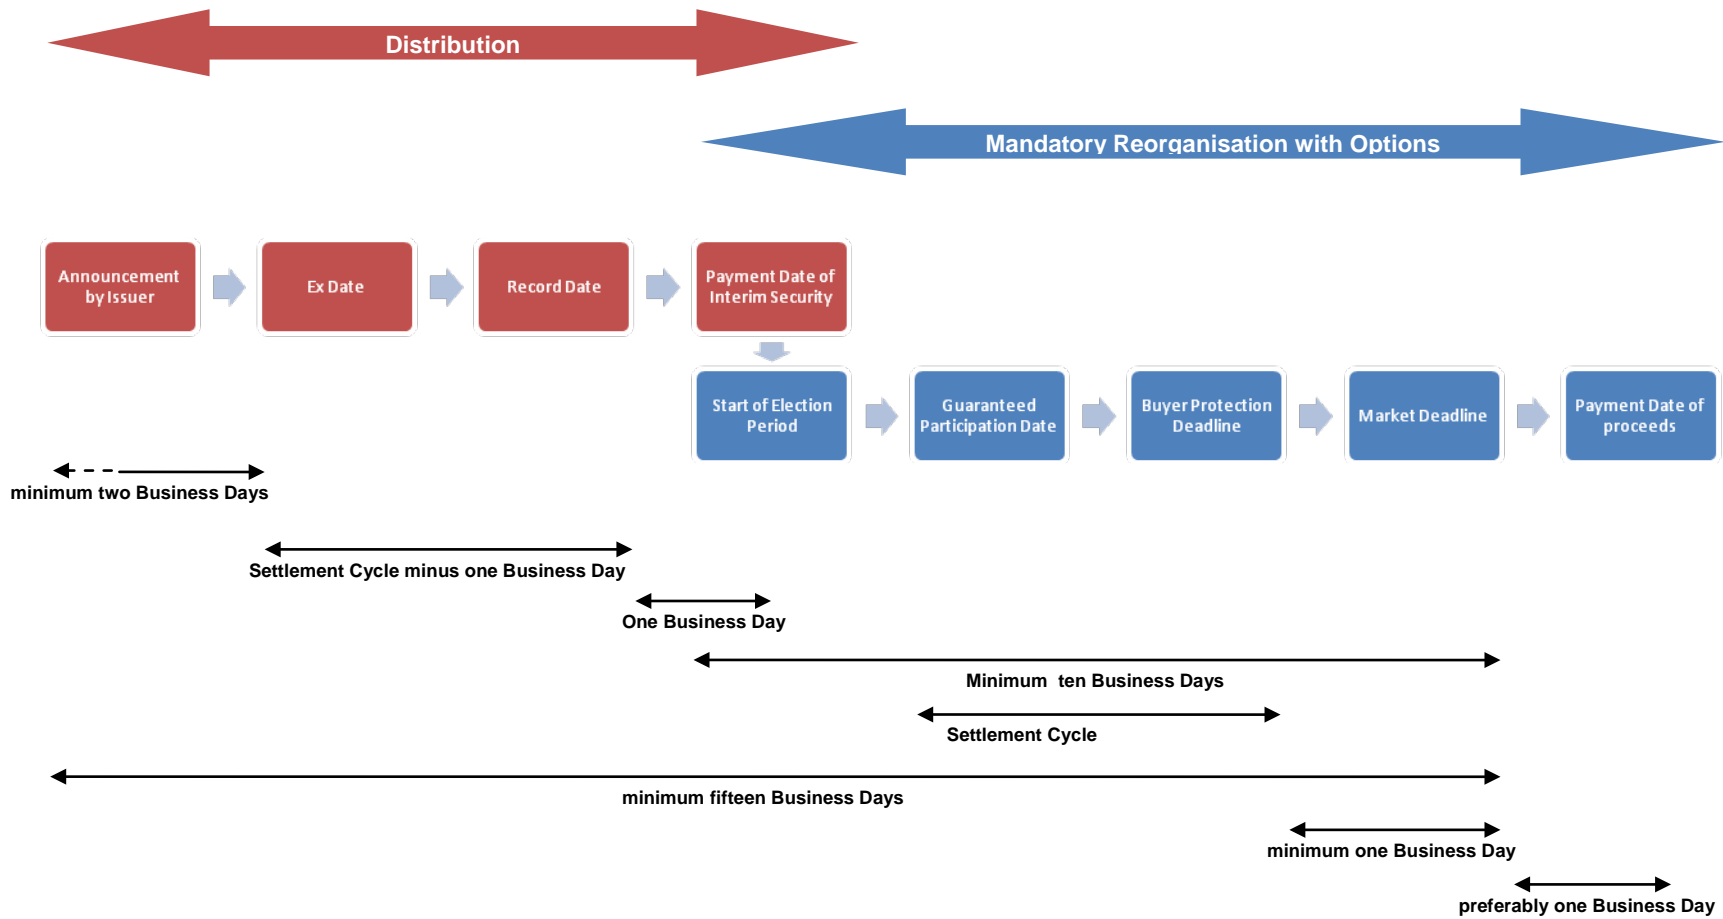 Distribution
Mandatory Reorganisation with Options
Announcement
by Issuer
Ex Date
Record Date
Payment Date of
Interim Security
Start of Election
Period
Guaranteed
Participation Date
Buyer Protection
Deadline
Market Deadline
Payment Date of
proceeds
minimum two Business Days
Settlement Cycle minus one Business Day
One Business Day
Minimum ten Business Days
Settlement Cycle
minimum fifteen Business Days
minimum one Business Day
preferably one Business Day